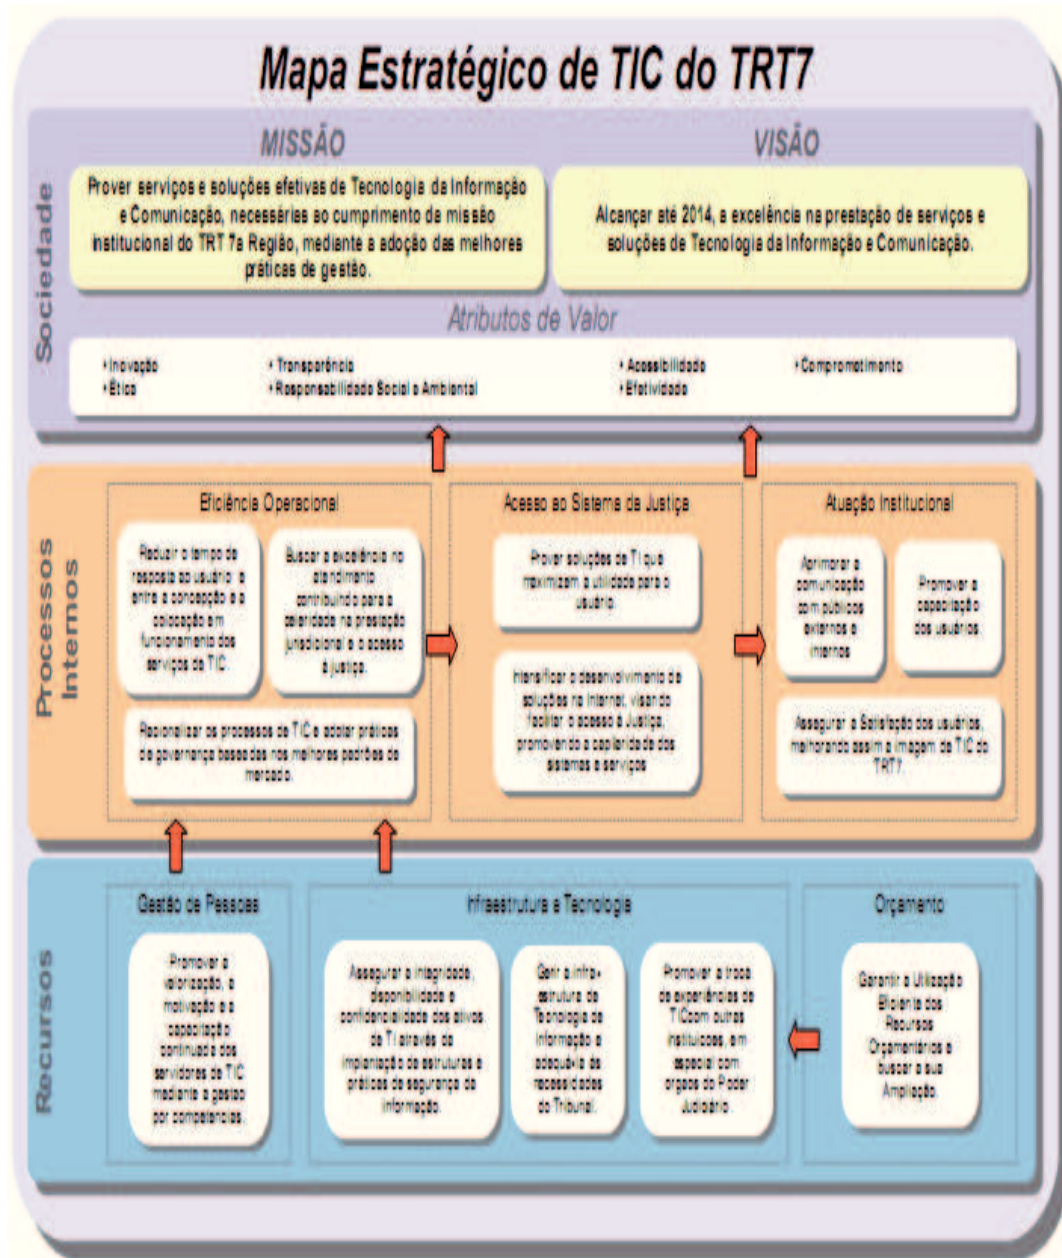 Mapa Estratégico de TIC do TRT7
Sociedade
MISSÃO
Prover serviços e soluções efetivas de Tecnologia da Informação
e Comunicação, necessárias ao cumprimento da missão
institucional do TRT 7a Região, mediante a adoção das melhores
práticas de gestão.
VISÃO
Alcançar até 2014, a excelência na prestação de serviços e
soluções de Tecnologia da Informação e Comunicação.
Atributos de Valor
• Inovação
• Ética
• Transparência
• Responsabilidade Social e Ambiental
• Acessibilidade
• Efetividade
• Comprometimento
Processos
Internos
Eficiência Operacional
Reduzir o tempo de
resposta ao usuário e
entre a concepção e a
colocação em
funcionamento dos
serviços de TIC.
Buscar a excelência no
atendimento
contribuindo para a
celeridade na prestação
jurisdicional e o acesso
à justiça.
Racionalizar os processos de TIC e adotar práticas
de governança baseadas nos melhores padrões de
mercado.
Acesso ao Sistema da Justiça
Prover soluções de TI que
maximizem a utilidade para o
usuário.
Intensificar o desenvolvimento de
soluções na Internet, visando
facilitar o acesso à Justiça,
promovendo a capilaridade dos
sistemas e serviços
Atuação Institucional
Aprimorar a
comunicação
com públicos
externos e
internos
Promover a
capacitação
dos usuários.
Assegurar a Satisfação dos usuários,
melhorando assim a imagem de TIC do
TRT7.
Recursos
Gestão de Pessoas
Promover a
valorização, a
motivação e a
capacitação
continuada dos
servidores de TIC
mediante a gestão
por competências.
Infraestrutura e Tecnologia
Assegurar a integridade,
disponibilidade e
confidencialidade dos ativos
de TI através da
implantação de estruturas e
práticas de segurança da
informação.
Gerir a infra-
estrutura de
Tecnologia de
Informação e
adequá-la às
necessidades
do Tribunal.
Promover a troca
de experiências de
TICcom outras
instituicoes, em
especial com
orgaos do Poder
Judiciário.
Orçamento
Garantir a Utilização
Eficiente dos
Recursos
Orçamentários e
buscar a sua
Ampliação.